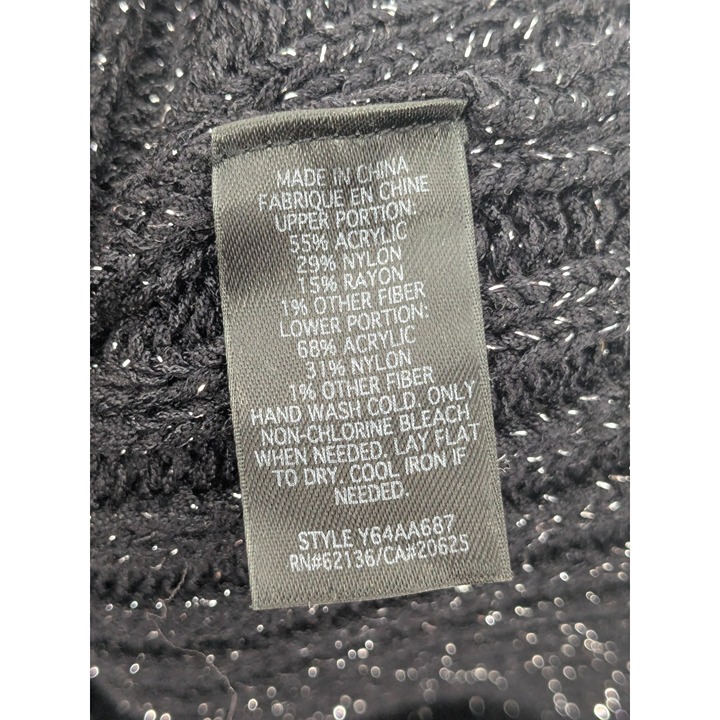 MADE IN CHINA
FABRIQUE EN CHINE
UPPER PORTION:
55% ACRYLIC
29% NYLON
15% RAYON
1% OTHER FIBER
LOWER PORTION:
68% ACRYLIC
31% NYLON
1% OTHER FIBER
HAND WASH COLD. ONLY
NON-CHLORINE BLEACH
WHEN NEEDED. LAY FLAT
TO DRY. COOL IRON IF
NEEDED.
STYLE Y64AA687
RN#62136/CA#20625